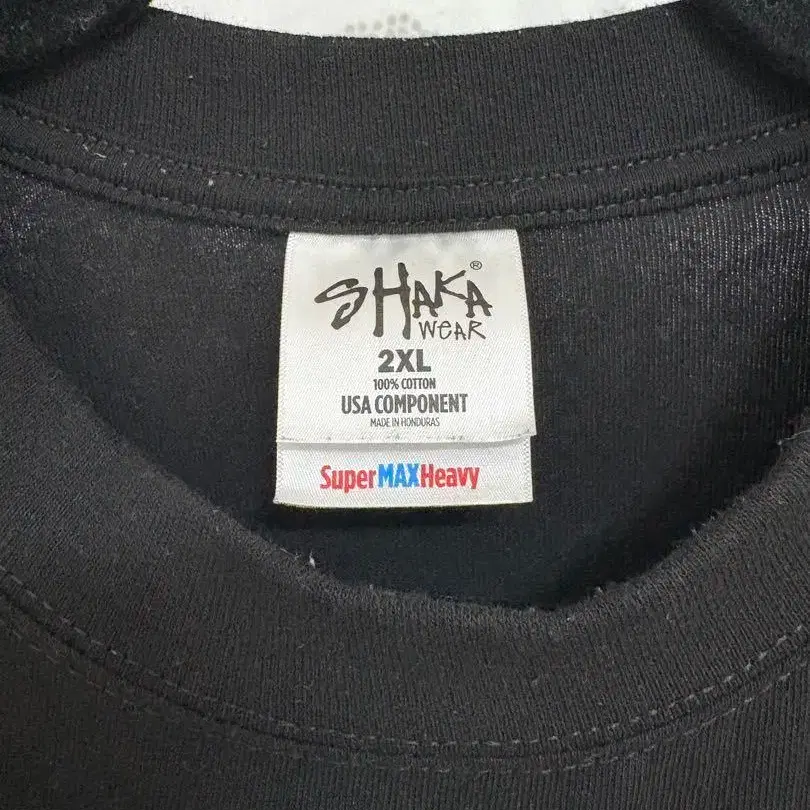 SHAKA®
WEAR
2XL
100% COTTON
USA COMPONENT
MADE IN HONDURAS
SuperMAXHeavy